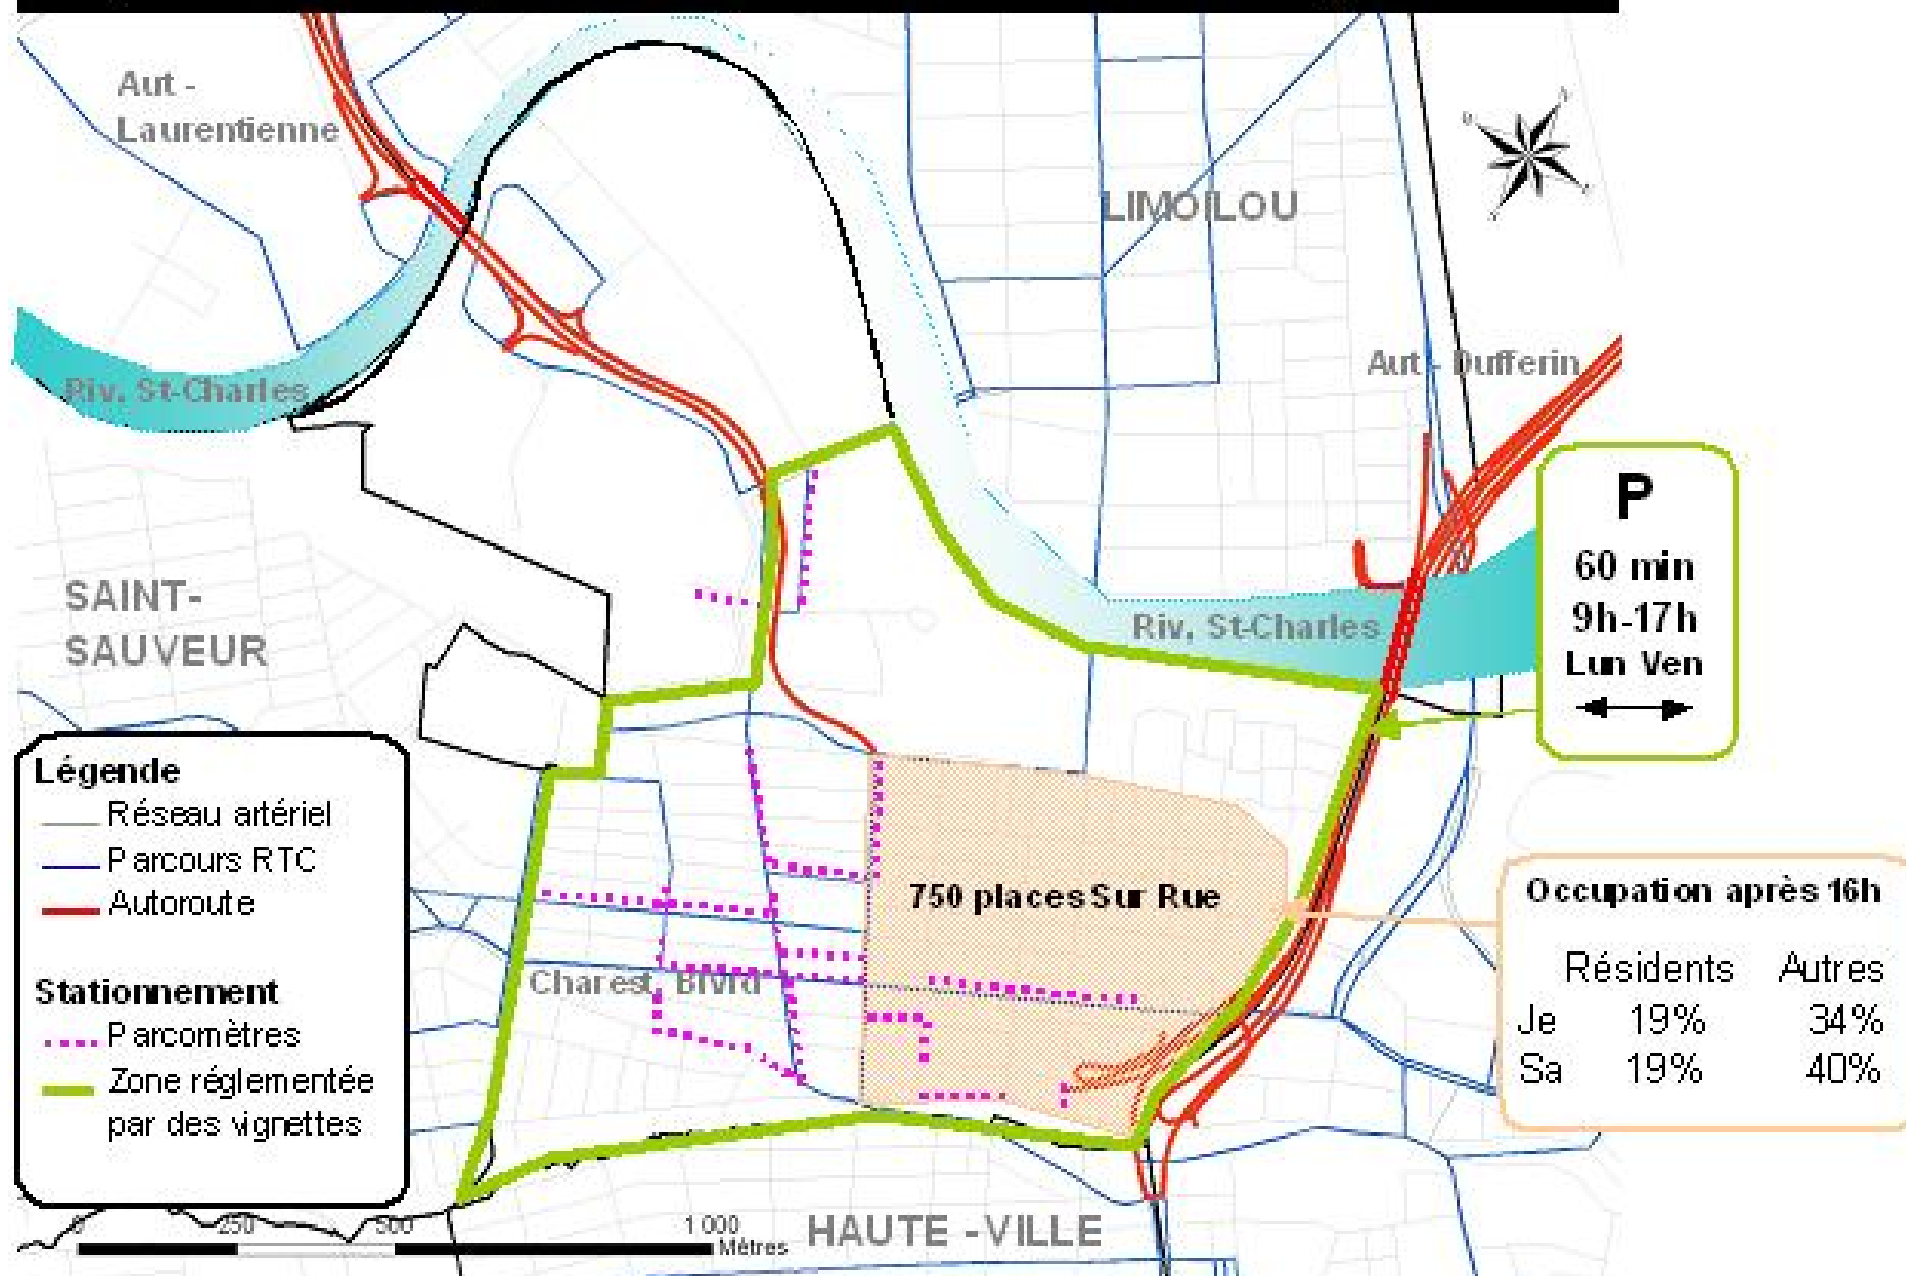 Aut -
Laurentienne
LIMOILOU
Aut - Dufferin
Riv. St-Charles
P
60 min
9h-17h
Lun Ven
SAINT-
SAUVEUR
Riv. St-Charles
Légende
Réseau artériel
Parcours RTC
Autoroute
Stationnement
Parcomètres
Zone réglementée
par des vignettes
750 places Sur Rue
Charest, Blvrd
Occupation après 16h
Résidents Autres
Je 19% 34%
Sa 19% 40%
0 250 500 1 000
Mètres
HAUTE -VILLE